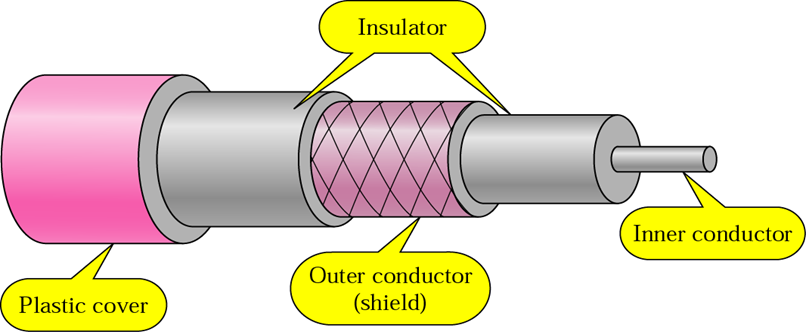 Insulator
Inner conductor
Outer conductor
(shield)
Plastic cover